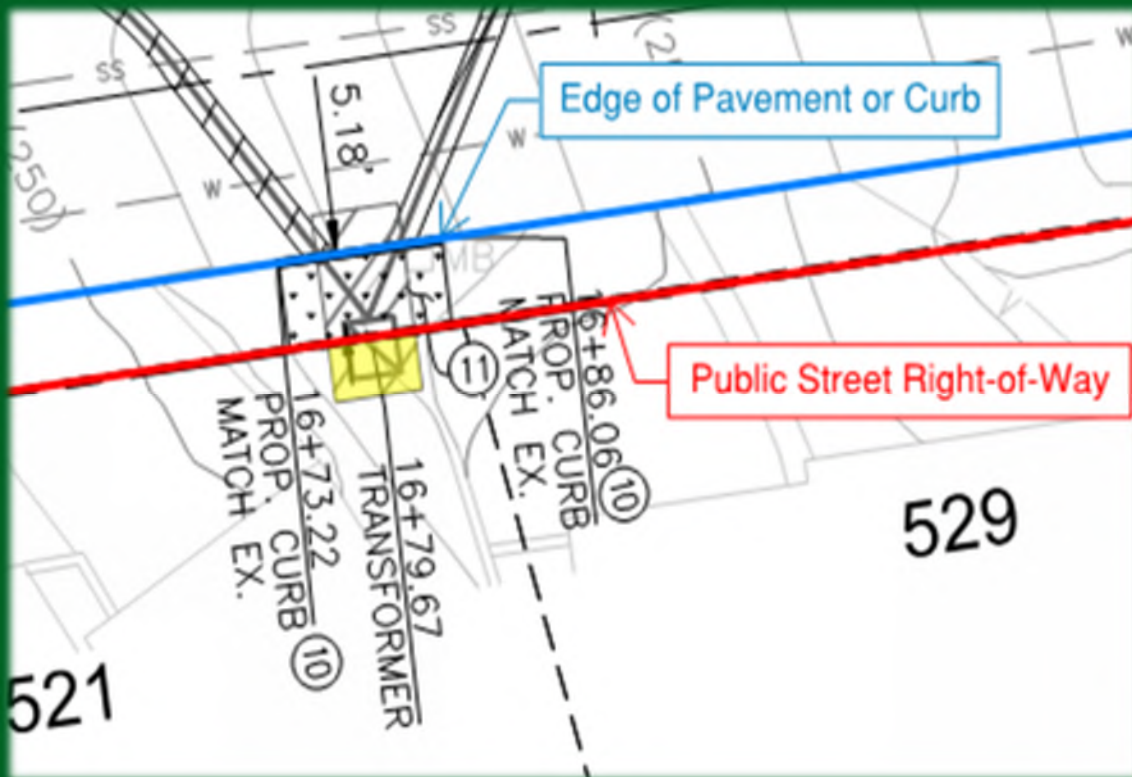 SS
SS
(2
W
5.18'
Edge of Pavement or Curb
W
W
250)
MB
Public Street Right-of-Way
11
16+86.06
PROP. CURB
MATCH EX.
10
16+73.22
PROP. CURB
MATCH EX.
10
16+79.67
TRANSFORMER
529
521